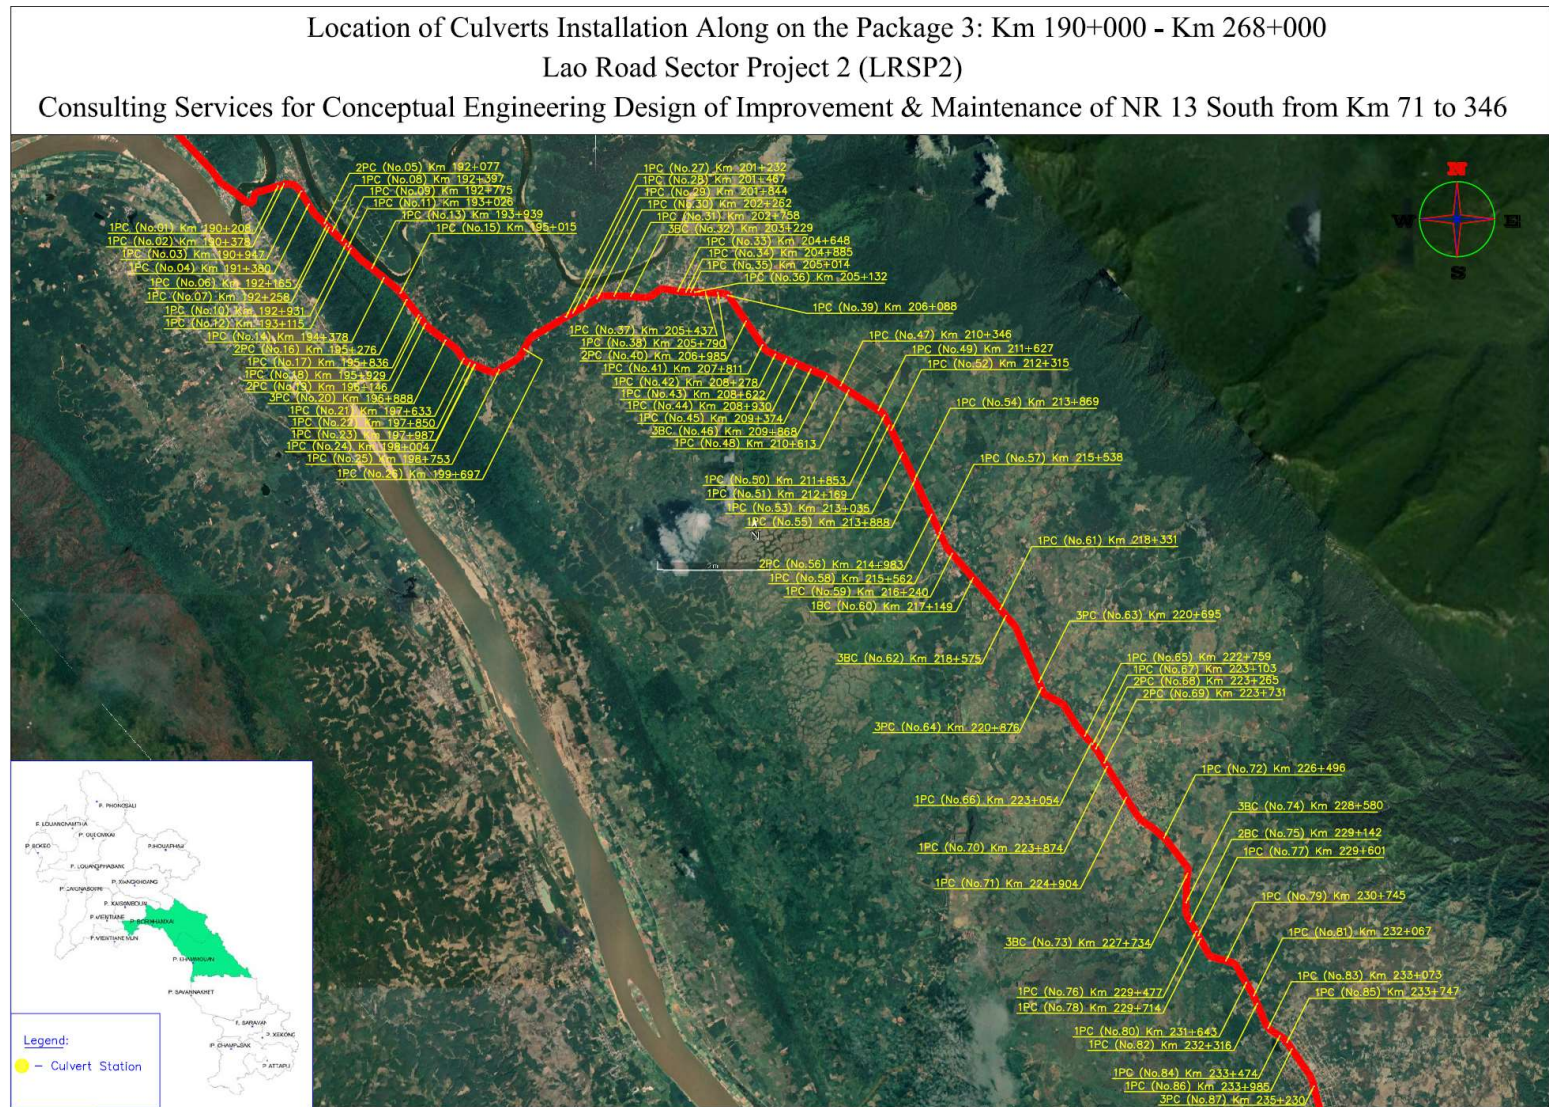 Location of Culverts Installation Along on the Package 3: Km 190+000 - Km 268+000
Lao Road Sector Project 2 (LRSP2)
Consulting Services for Conceptual Engineering Design of Improvement & Maintenance of NR 13 South from Km 71 to 346
2PC (No.05) Km 192+077
1PC (No.08) Km 192+397
1PC (No.09) Km 192+775
1PC (No.11) Km 193+026
1PC (No.13) Km 193+939
1PC (No.15) Km 195+015
1PC (No.01) Km 190+208
1PC (No.02) Km 190+378
1PC (No.03) Km 190+947
1PC (No.04) Km 191+380
1PC (No.06) Km 192+165
1PC (No.07) Km 192+258
1PC (No.10) Km 192+931
1PC (No.12) Km 193+115
1PC (No.14) Km 194+378
2PC (No.16) Km 195+276
1PC (No.17) Km 195+836
1PC (No.18) Km 195+929
2PC (No.19) Km 196+146
3PC (No.20) Km 196+888
1PC (No.21) Km 197+633
1PC (No.22) Km 197+850
1PC (No.23) Km 197+987
1PC (No.24) Km 198+004
1PC (No.25) Km 198+753
1PC (No.26) Km 199+697
1PC (No.27) Km 201+232
1PC (No.28) Km 201+467
1PC (No.29) Km 201+844
1PC (No.30) Km 202+262
1PC (No.31) Km 202+758
3BC (No.32) Km 203+229
1PC (No.33) Km 204+648
1PC (No.34) Km 204+885
1PC (No.35) Km 205+014
1PC (No.36) Km 205+132
1PC (No.39) Km 206+088
1PC (No.37) Km 205+437
1PC (No.38) Km 205+790
2PC (No.40) Km 206+985
1PC (No.41) Km 207+811
1PC (No.42) Km 208+278
1PC (No.43) Km 208+622
1PC (No.44) Km 208+930
1PC (No.45) Km 209+374
3BC (No.46) Km 209+868
1PC (No.48) Km 210+613
1PC (No.47) Km 210+346
1PC (No.49) Km 211+627
1PC (No.52) Km 212+315
1PC (No.54) Km 213+869
1PC (No.57) Km 215+538
1PC (No.50) Km 211+853
1PC (No.51) Km 212+169
1PC (No.53) Km 213+035
1PC (No.55) Km 213+888
N
2m
2PC (No.56) Km 214+983
1PC (No.58) Km 215+562
1PC (No.59) Km 216+240
1BC (No.60) Km 217+149
1PC (No.61) Km 218+331
3BC (No.62) Km 218+575
3PC (No.63) Km 220+695
3PC (No.64) Km 220+876
1PC (No.65) Km 222+759
1PC (No.67) Km 223+103
2PC (No.68) Km 223+265
2PC (No.69) Km 223+731
1PC (No.66) Km 223+054
1PC (No.70) Km 223+874
1PC (No.71) Km 224+904
1PC (No.72) Km 226+496
3BC (No.74) Km 228+580
2BC (No.75) Km 229+142
1PC (No.77) Km 229+601
3BC (No.73) Km 227+734
1PC (No.76) Km 229+477
1PC (No.78) Km 229+714
1PC (No.79) Km 230+745
1PC (No.81) Km 232+067
1PC (No.83) Km 233+073
1PC (No.85) Km 233+747
1PC (No.80) Km 231+643
1PC (No.82) Km 232+316
1PC (No.84) Km 233+474
1PC (No.86) Km 233+985
3PC (No.87) Km 235+230
N
W
E
S
P. PHONGSALI
P. LOUANGNAMTHA
P. OUDOMXAI
P. BOKEO
P.HOUAPHAN
P. LOUANGPHABANG
P. XIANGKHOANG
P. XAISOMBOUN
P. VIENTIANE
P. BORIKHAMXAI
P. VIENTIANE MUN
P. KHAMMOUAN
P. SAVANNAKHET
P. XEKONG
P. CHAMPASAK
P. ATTAPU
Legend:
- Culvert Station